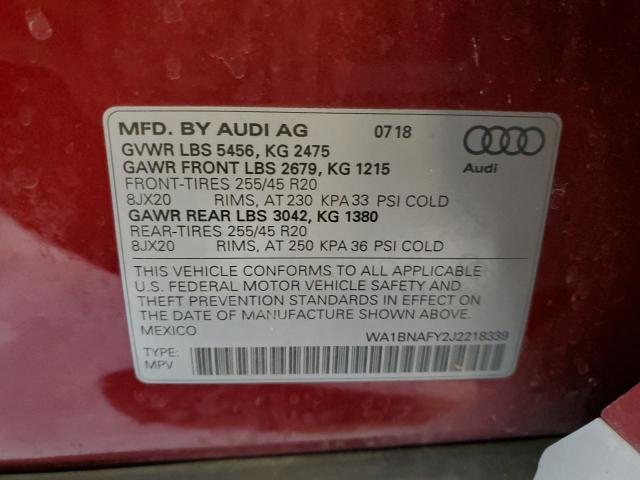 MFD. BY AUDI AG 0718
GVWR LBS 5456, KG 2475
GAWR FRONT LBS 2679, KG 1215
FRONT-TIRES 255/45 R20
8JX20 RIMS, AT 230 KPA 33 PSI COLD
GAWR REAR LBS 3042, KG 1380
REAR-TIRES 255/45 R20
8JX20 RIMS, AT 250 KPA 36 PSI COLD
Audi
THIS VEHICLE CONFORMS TO ALL APPLICABLE
U.S. FEDERAL MOTOR VEHICLE SAFETY AND
THEFT PREVENTION STANDARDS IN EFFECT ON
THE DATE OF MANUFACTURE SHOWN ABOVE.
MEXICO WA1BNAFY2J2218339
TYPE:
MPV